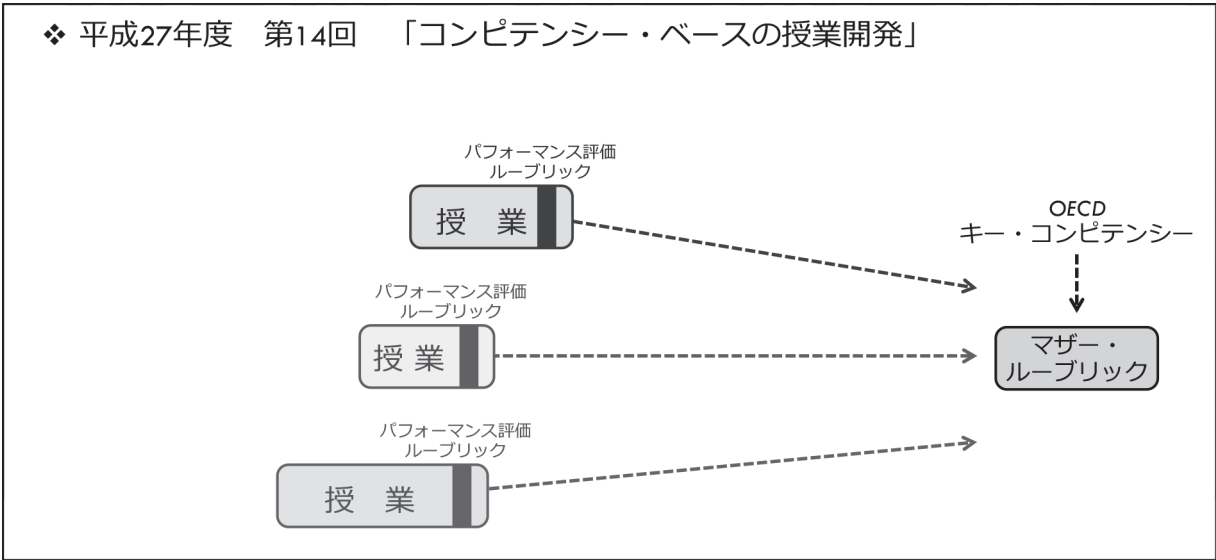 ❖ 平成27年度　第14回　「コンピテンシー・ベースの授業開発」
パフォーマンス評価
ルーブリック
授　業
OECD
キー・コンピテンシー
パフォーマンス評価
ルーブリック
授 業
マザー・
ルーブリック
パフォーマンス評価
ルーブリック
授　業